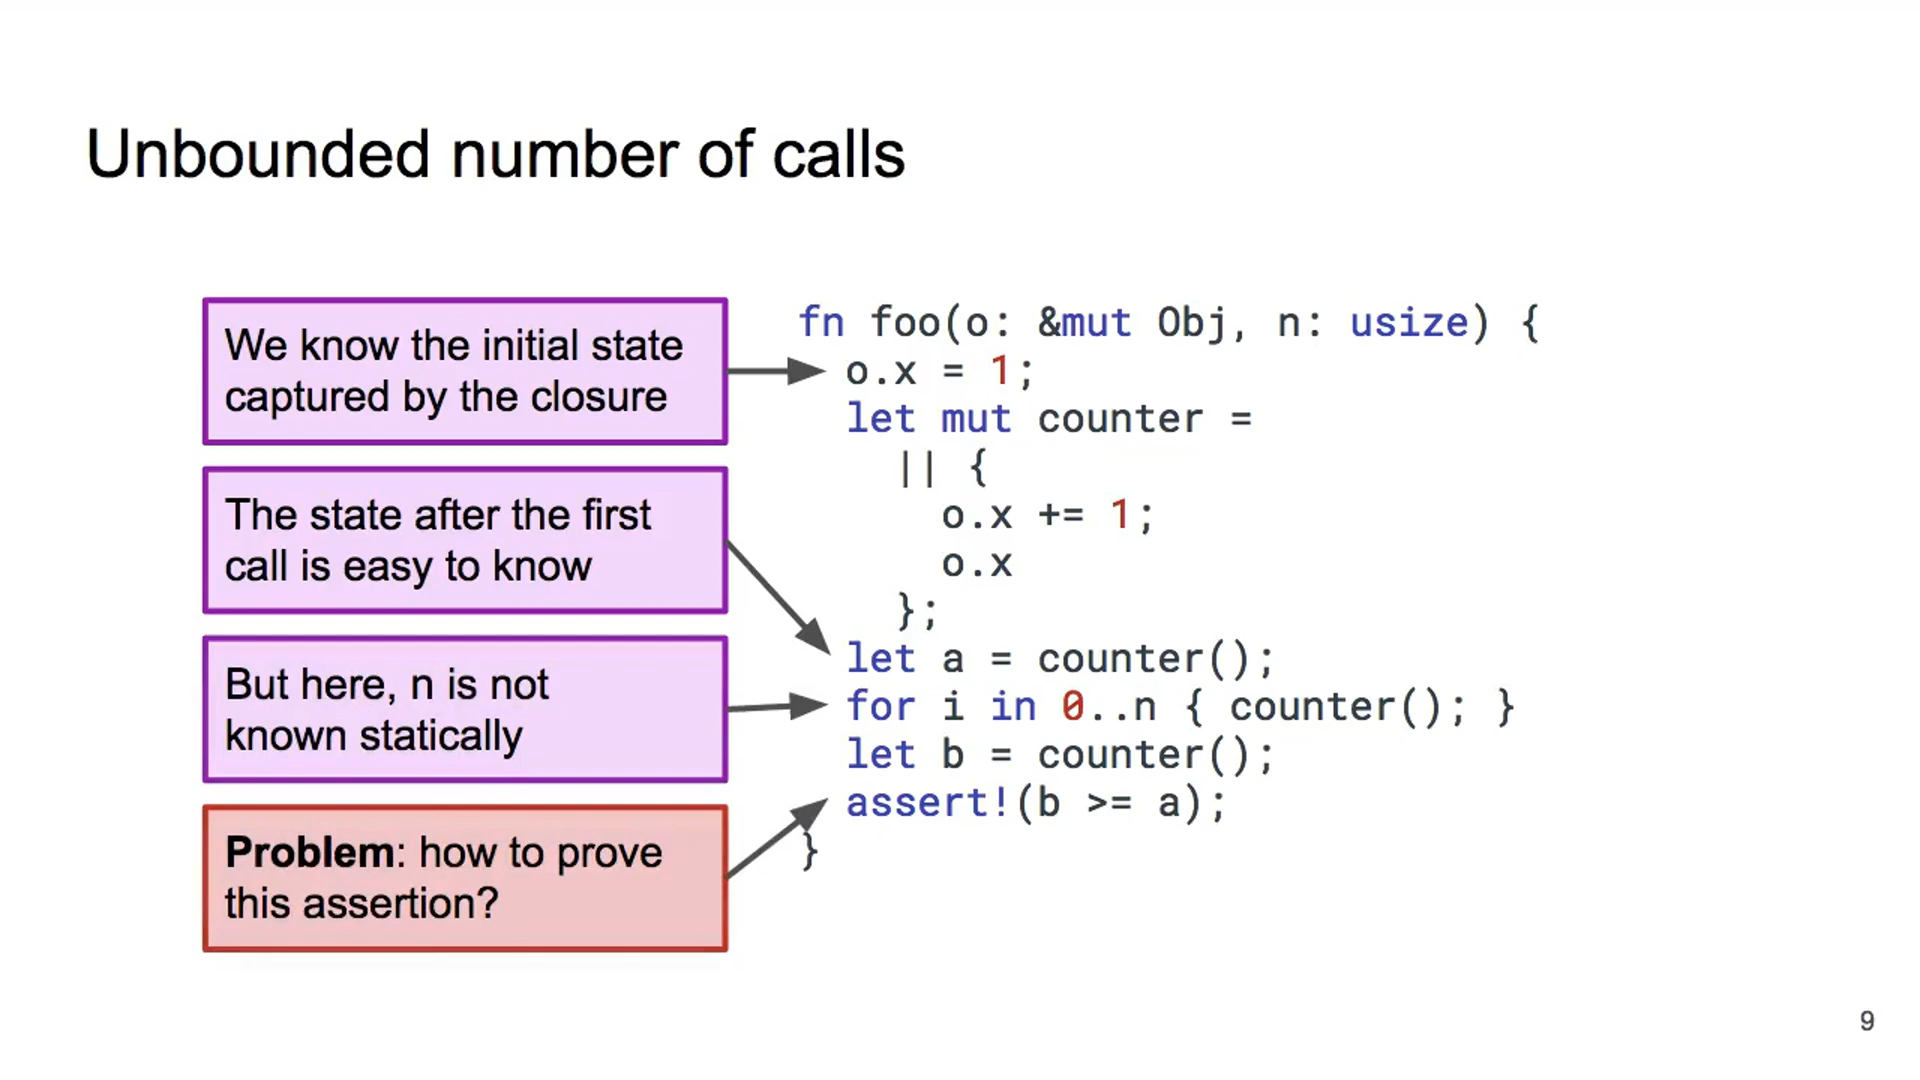 Unbounded number of calls
We know the initial state
captured by the closure
The state after the first
call is easy to know
But here, n is not
known statically
Problem: how to prove
this assertion?
fn foo(o: &mut Obj, n: usize) {
o.x = 1;
let mut counter =
|| {
o.x += 1;
o.x
};
let a = counter();
for i in 0..n { counter(); }
let b = counter();
assert!(b >= a);
}
9